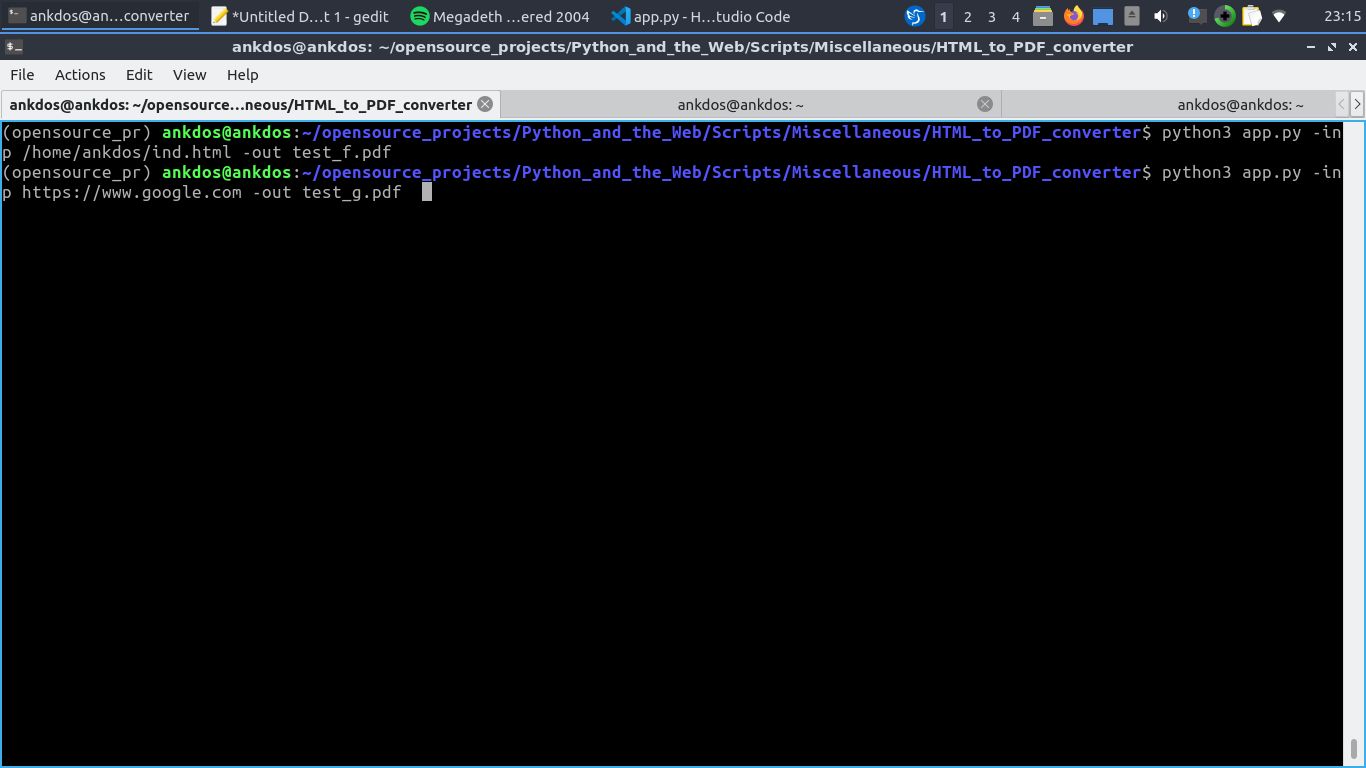 ankdos@an…converter *Untitled D…t 1 - gedit Megadeth …ered 2004 app.py - H…tudio Code 1 2 3 4 23:15
ankdos@ankdos: ~/opensource_projects/Python_and_the_Web/Scripts/Miscellaneous/HTML_to_PDF_converter
File Actions Edit View Help
ankdos@ankdos: ~/opensource…neous/HTML_to_PDF_converter ankdos@ankdos: ~ ankdos@ankdos: ~
(opensource_pr) ankdos@ankdos:~/opensource_projects/Python_and_the_Web/Scripts/Miscellaneous/HTML_to_PDF_converter$ python3 app.py -in
p /home/ankdos/ind.html -out test_f.pdf
(opensource_pr) ankdos@ankdos:~/opensource_projects/Python_and_the_Web/Scripts/Miscellaneous/HTML_to_PDF_converter$ python3 app.py -in
p https://www.google.com -out test_g.pdf